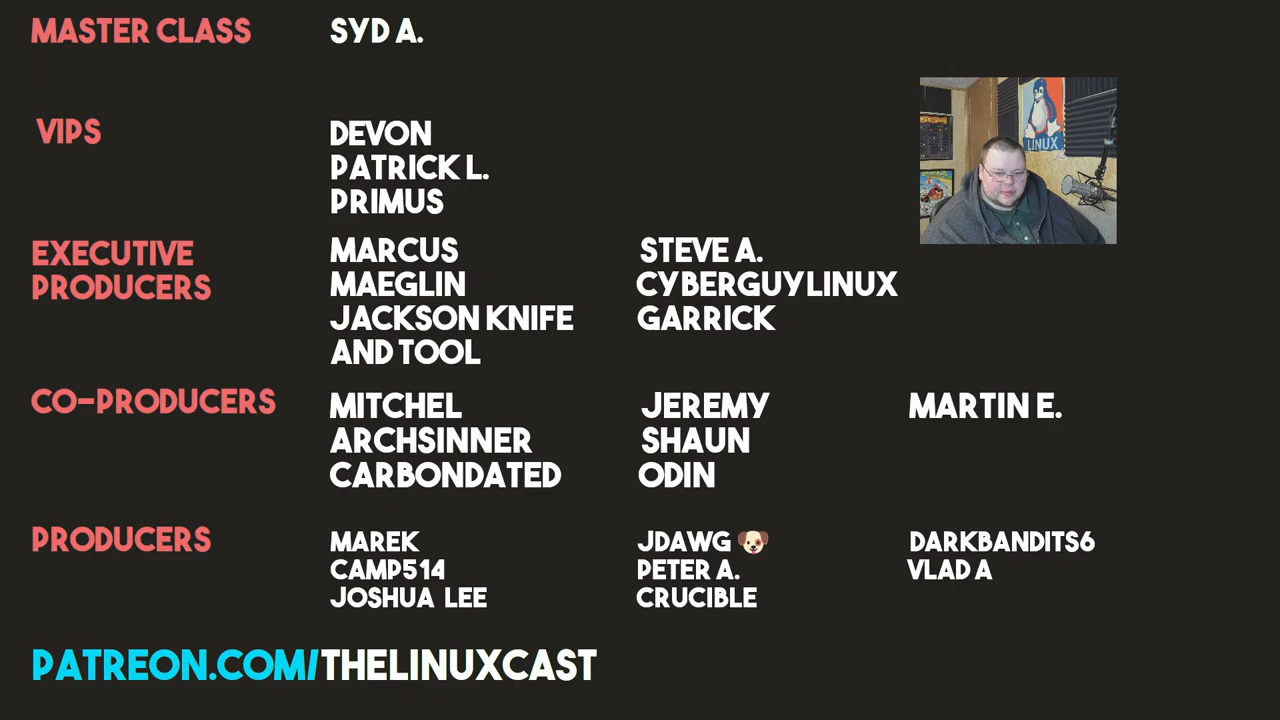 MASTER CLASS
SYD A.
VIPS
DEVON
PATRICK L.
PRIMUS
EXECUTIVE
PRODUCERS
MARCUS
MAEGLIN
JACKSON KNIFE
AND TOOL
STEVE A.
CYBERGUYLINUX
GARRICK
CO-PRODUCERS
MITCHEL
ARCHSINNER
CARBONDATED
JEREMY
SHAUN
ODIN
MARTIN E.
PRODUCERS
MAREK
CAMP514
JOSHUA LEE
JDAWG 🐶
PETER A.
CRUCIBLE
DARKBANDITS6
VLAD A
PATREON.COM/THELINUXCAST
LINUX